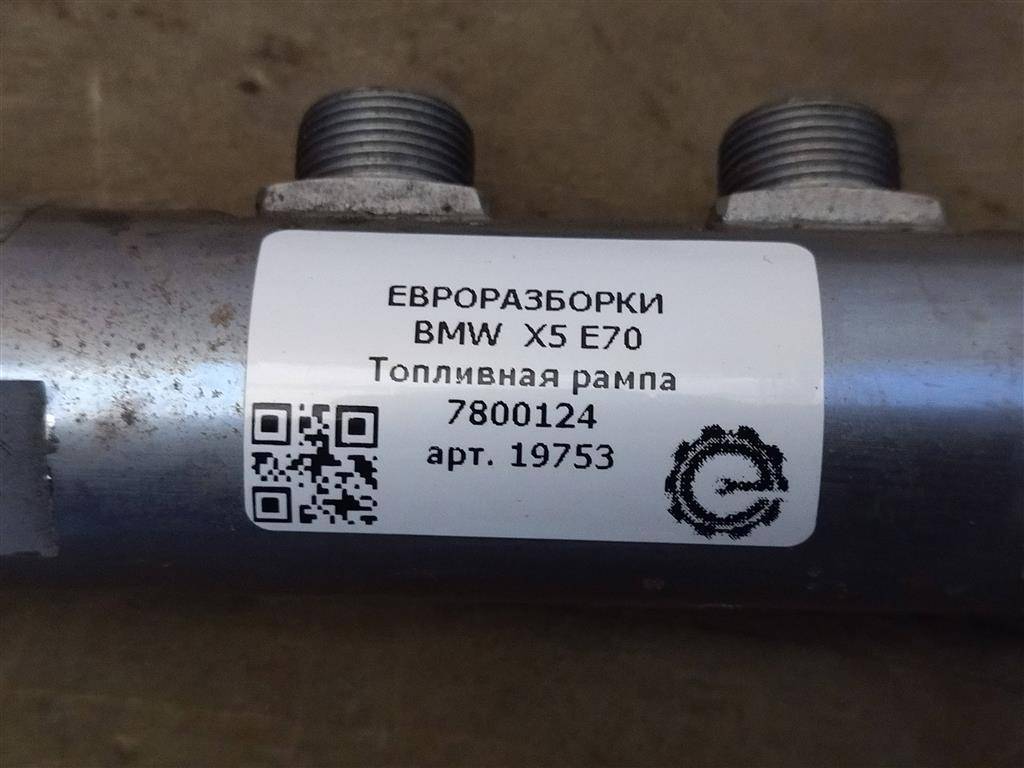 ЕВРОРАЗБОРКИ
BMW X5 E70
Топливная рампа
7800124
арт. 19753